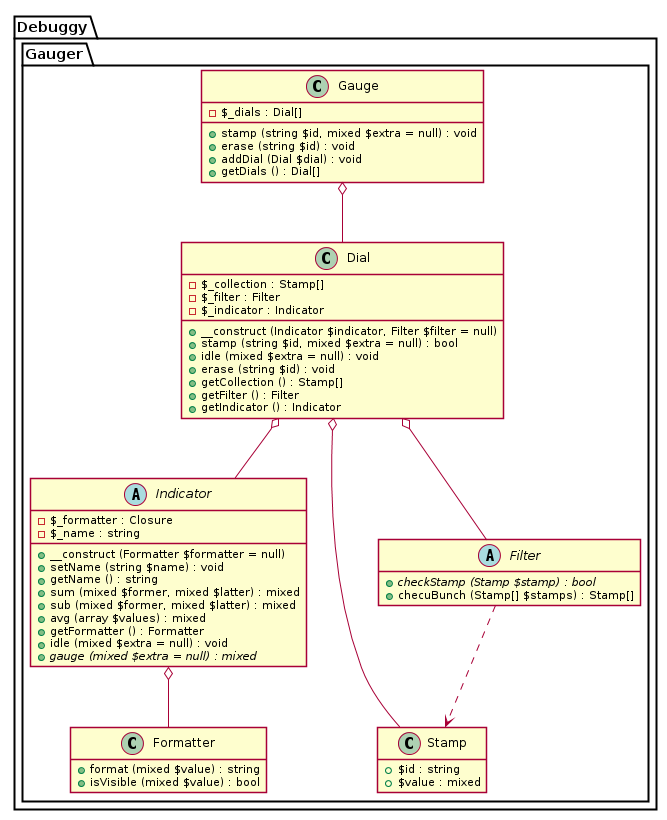 Debuggy
Gauger
C Gauge
$_dials : Dial[]
stamp (string $id, mixed $extra = null) : void
erase (string $id) : void
addDial (Dial $dial) : void
getDials () : Dial[]
C Dial
$_collection : Stamp[]
$_filter : Filter
$_indicator : Indicator
__construct (Indicator $indicator, Filter $filter = null)
stamp (string $id, mixed $extra = null) : bool
idle (mixed $extra = null) : void
erase (string $id) : void
getCollection () : Stamp[]
getFilter () : Filter
getIndicator () : Indicator
A Indicator
$_formatter : Closure
$_name : string
__construct (Formatter $formatter = null)
setName (string $name) : void
getName () : string
sum (mixed $former, mixed $latter) : mixed
sub (mixed $former, mixed $latter) : mixed
avg (array $values) : mixed
getFormatter () : Formatter
idle (mixed $extra = null) : void
gauge (mixed $extra = null) : mixed
A Filter
checkStamp (Stamp $stamp) : bool
checuBunch (Stamp[] $stamps) : Stamp[]
C Formatter
format (mixed $value) : string
isVisible (mixed $value) : bool
C Stamp
$id : string
$value : mixed